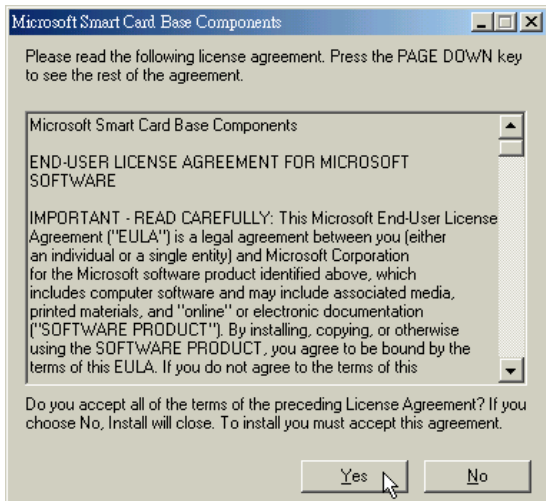 Microsoft Smart Card Base Components
Please read the following license agreement. Press the PAGE DOWN key
to see the rest of the agreement.
Microsoft Smart Card Base Components
END-USER LICENSE AGREEMENT FOR MICROSOFT
SOFTWARE
IMPORTANT - READ CAREFULLY: This Microsoft End-User License
Agreement ("EULA") is a legal agreement between you (either
an individual or a single entity) and Microsoft Corporation
for the Microsoft software product identified above, which
includes computer software and may include associated media,
printed materials, and "online" or electronic documentation
("SOFTWARE PRODUCT"). By installing, copying, or otherwise
using the SOFTWARE PRODUCT, you agree to be bound by the
terms of this EULA. If you do not agree to the terms of this
Do you accept all of the terms of the preceding License Agreement? If you
choose No, Install will close. To install you must accept this agreement.
Yes
No